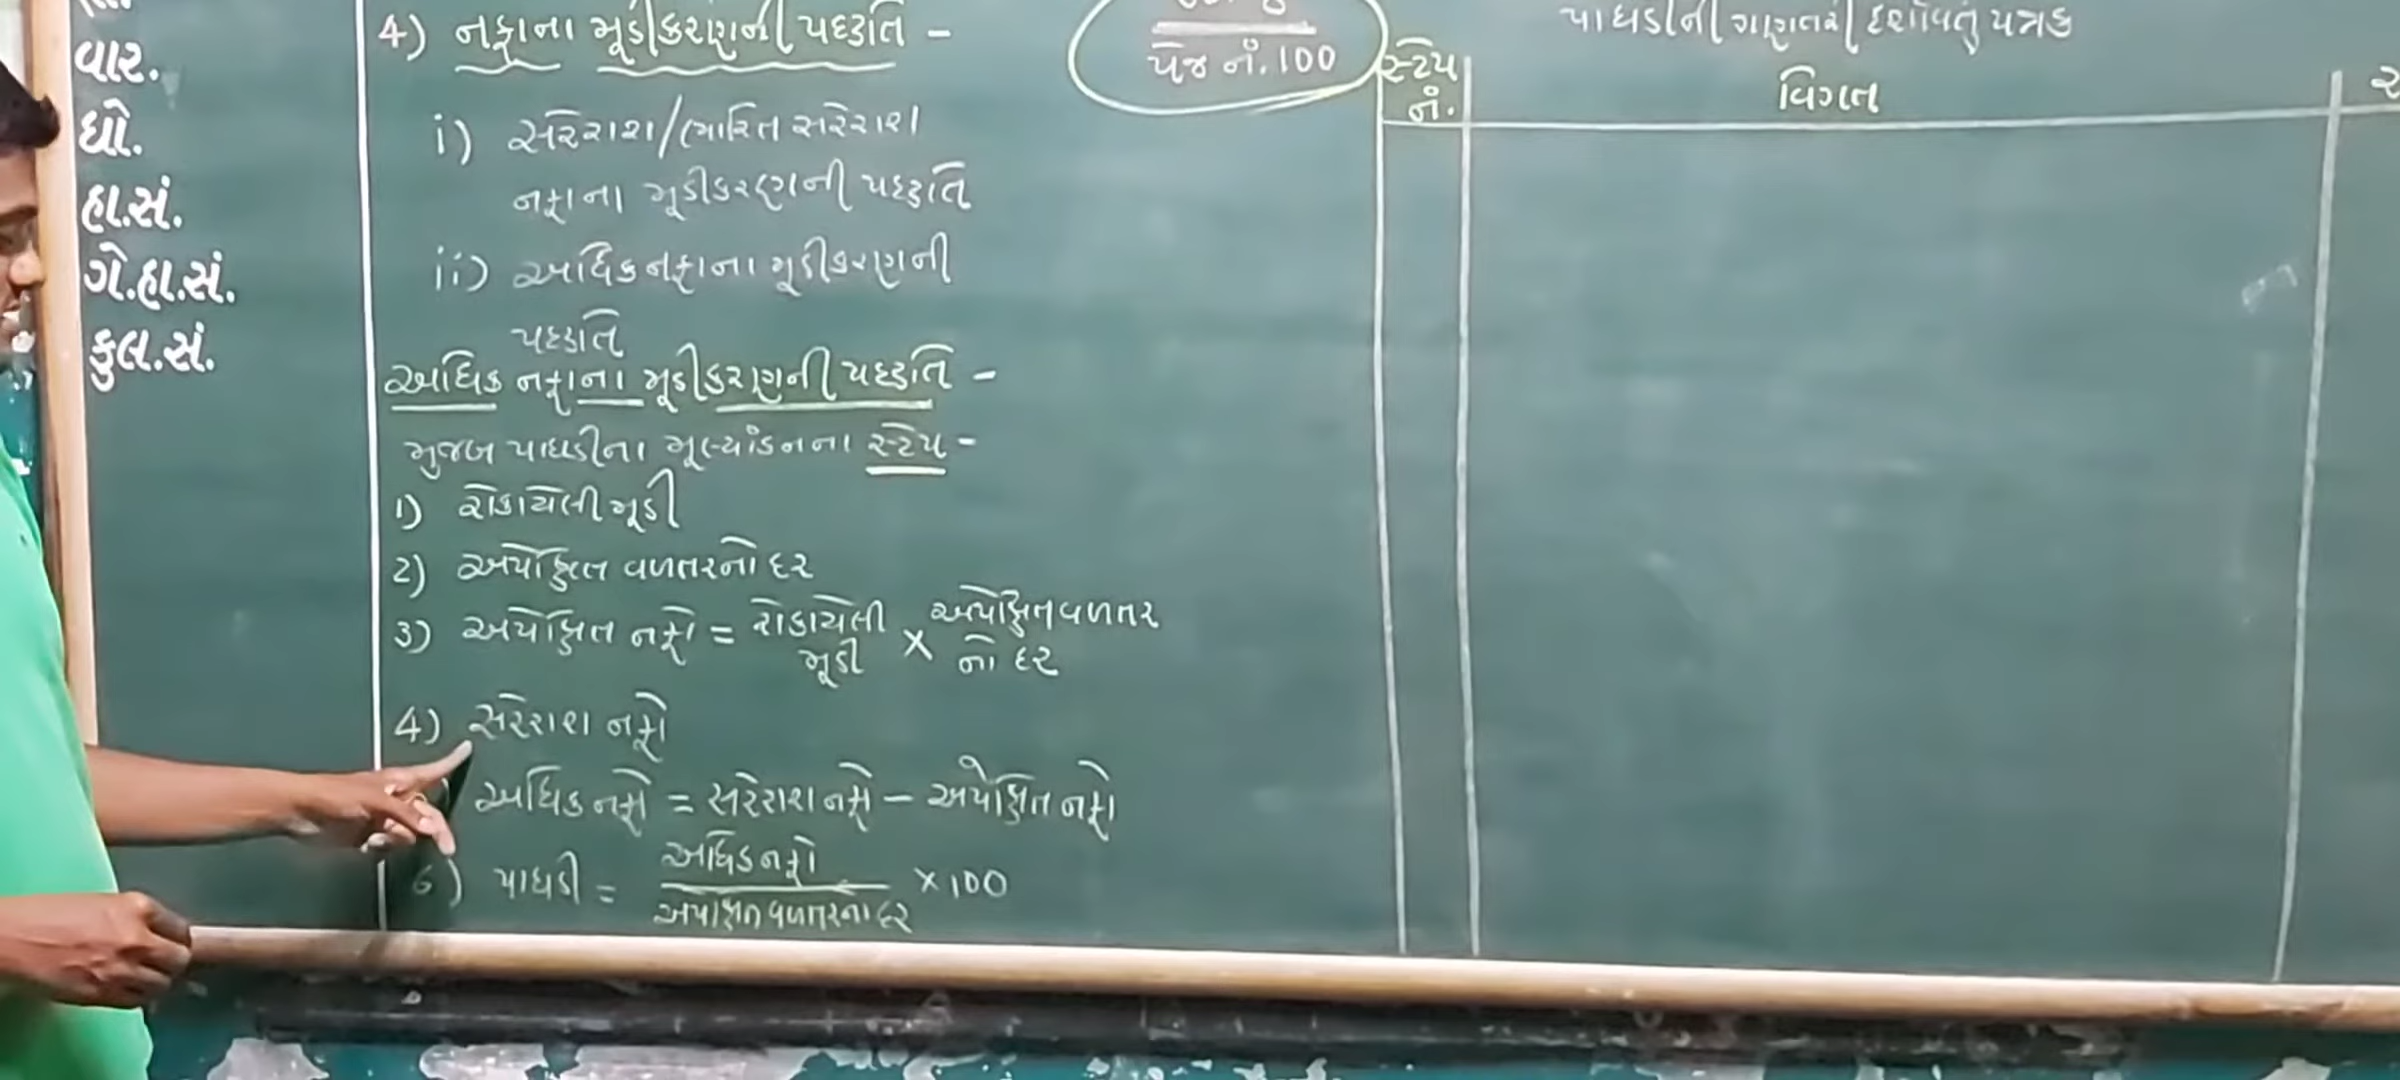 વાર.
ઘો.
હા.સં.
ગે.હા.સં.
કુલ.સં.
4) નફાના મૂડીકરણની પદ્ધતિ -
i) સરેરાશ/ભારિત સરેરાશ
નફાના મૂડીકરણની પદ્ધતિ
ii) અધિક નફાના મૂડીકરણની
પદ્ધતિ
અધિક નફાના મૂડીકરણની પદ્ધતિ -
મુજબ પાઘડીના મૂલ્યાંકનના સ્ટેપ -
1) રોકાયેલી મૂડી
2) અપેક્ષિત વળતરનો દર
3) અપેક્ષિત નફો = રોકાયેલી મૂડી × અપેક્ષિત વળતર નો દર
4) સરેરાશ નફો
અધિક નફો = સરેરાશ નફો - અપેક્ષિત નફો
6) પાઘડી = અધિક નફો / અપેક્ષિત વળતરના દર × 100
પેજ નં. 100
પાઘડીની ગણતરી દર્શાવતું પત્રક
સ્ટેપ નં.
વિગત